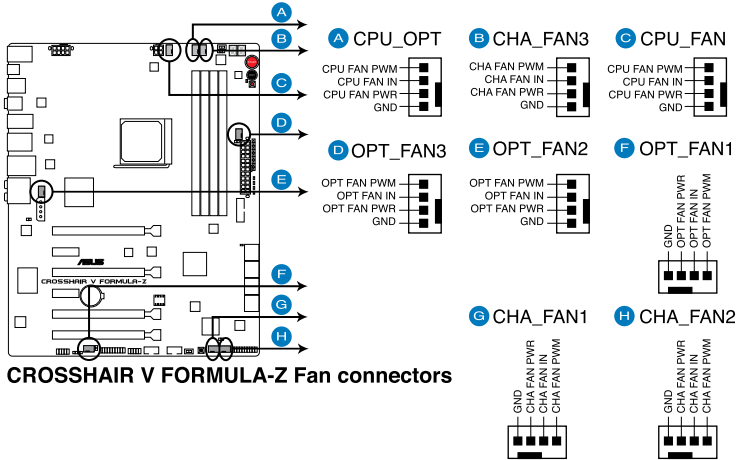 A
B
C
D
E
F
G
H
/ISUS
CROSSHAIR V FORMULA-Z
CROSSHAIR V FORMULA-Z Fan connectors
A CPU_OPT
CPU FAN PWM
CPU FAN IN
CPU FAN PWR
GND
B CHA_FAN3
CHA FAN PWM
CHA FAN IN
CHA FAN PWR
GND
C CPU_FAN
CPU FAN PWM
CPU FAN IN
CPU FAN PWR
GND
D OPT_FAN3
OPT FAN PWM
OPT FAN IN
OPT FAN PWR
GND
E OPT_FAN2
OPT FAN PWM
OPT FAN IN
OPT FAN PWR
GND
F OPT_FAN1
GND
OPT FAN PWR
OPT FAN IN
OPT FAN PWM
G CHA_FAN1
GND
CHA FAN PWR
CHA FAN IN
CHA FAN PWM
H CHA_FAN2
GND
CHA FAN PWR
CHA FAN IN
CHA FAN PWM